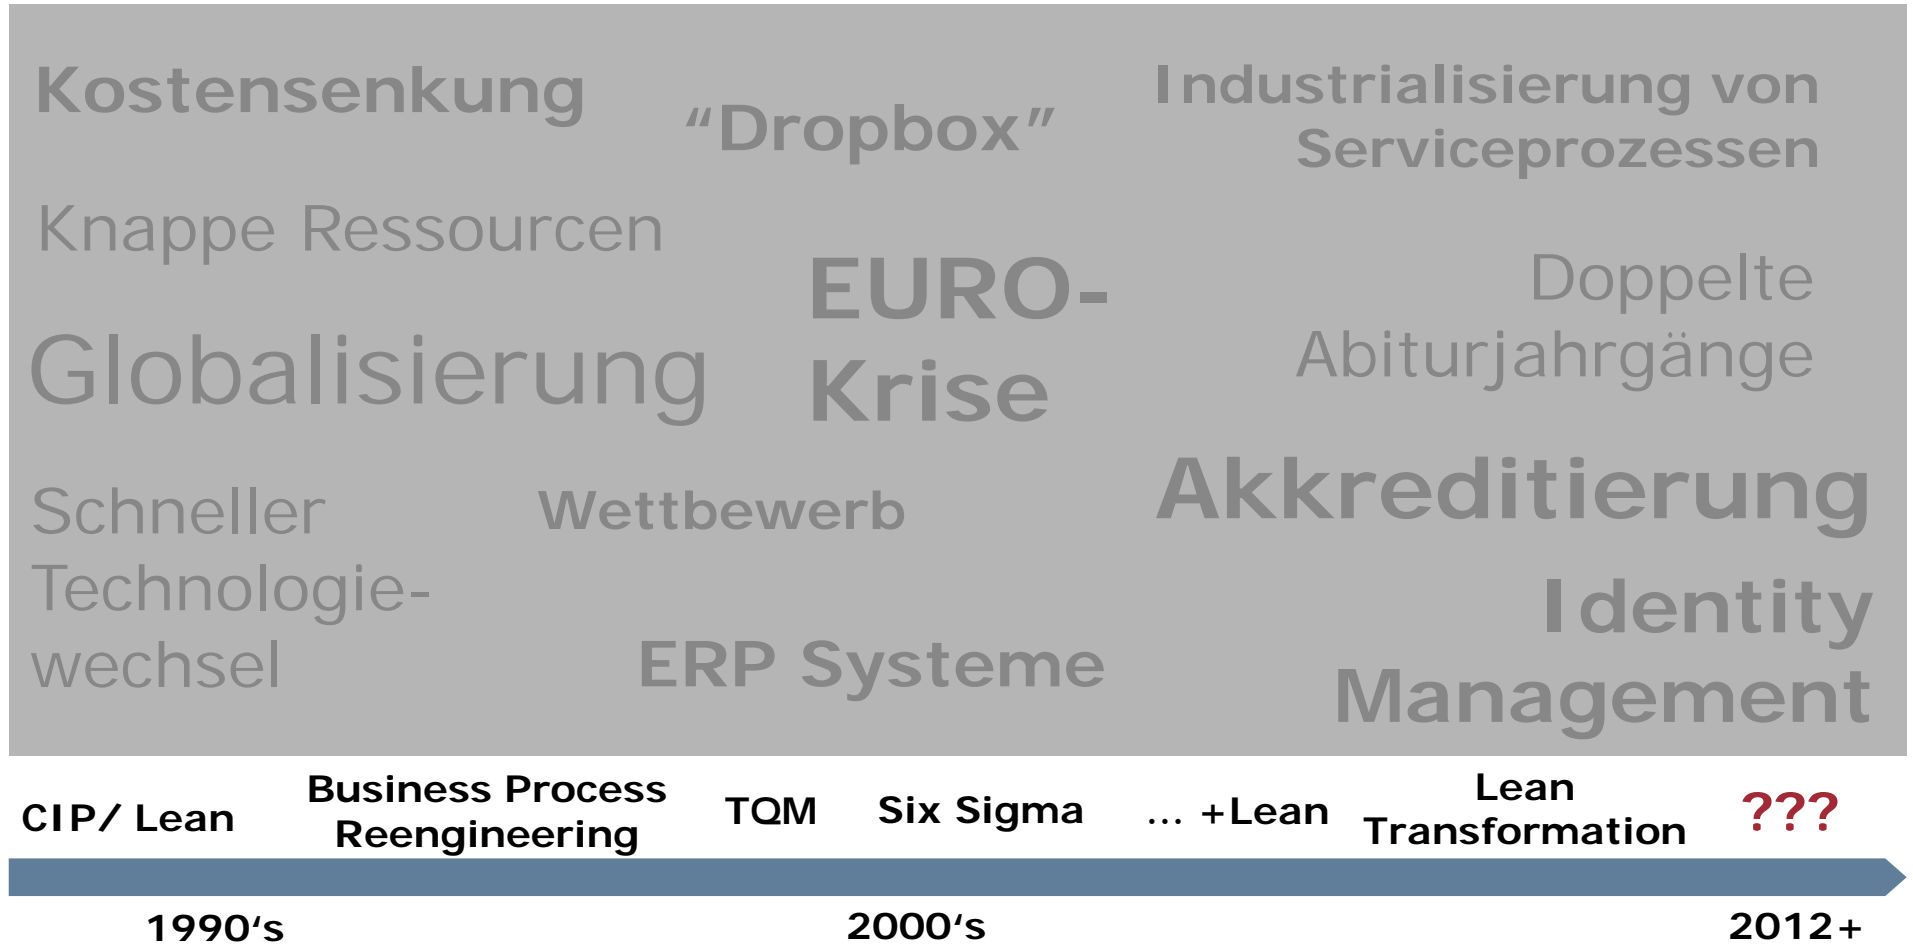 Kostensenkung
“Dropbox”
Industrialisierung von
Serviceprozessen
Knappe Ressourcen
EURO-
Krise
Doppelte
Abiturjahrgänge
Globalisierung
Akkreditierung
Schneller
Technologie-
wechsel
Wettbewerb
Identity
Management
ERP Systeme
CIP/ Lean
Business Process
Reengineering
TQM
Six Sigma
... +Lean
Lean
Transformation
???
1990‘s
2000‘s
2012+